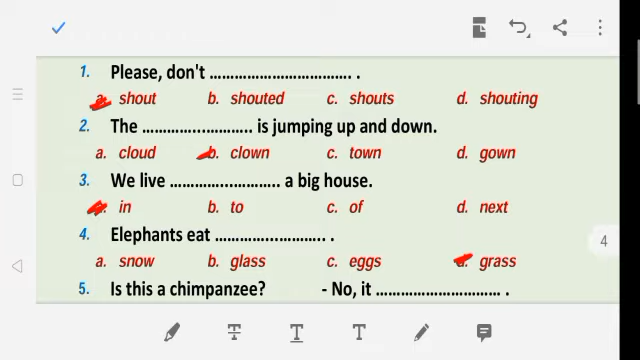 1. Please, don't ................................. .
a. shout b. shouted c. shouts d. shouting
2. The ........................ is jumping up and down.
a. cloud b. clown c. town d. gown
3. We live ........................ a big house.
a. in b. to c. of d. next
4. Elephants eat ........................ .
a. snow b. glass c. eggs d. grass
4
5. Is this a chimpanzee? - No, it ........................... .